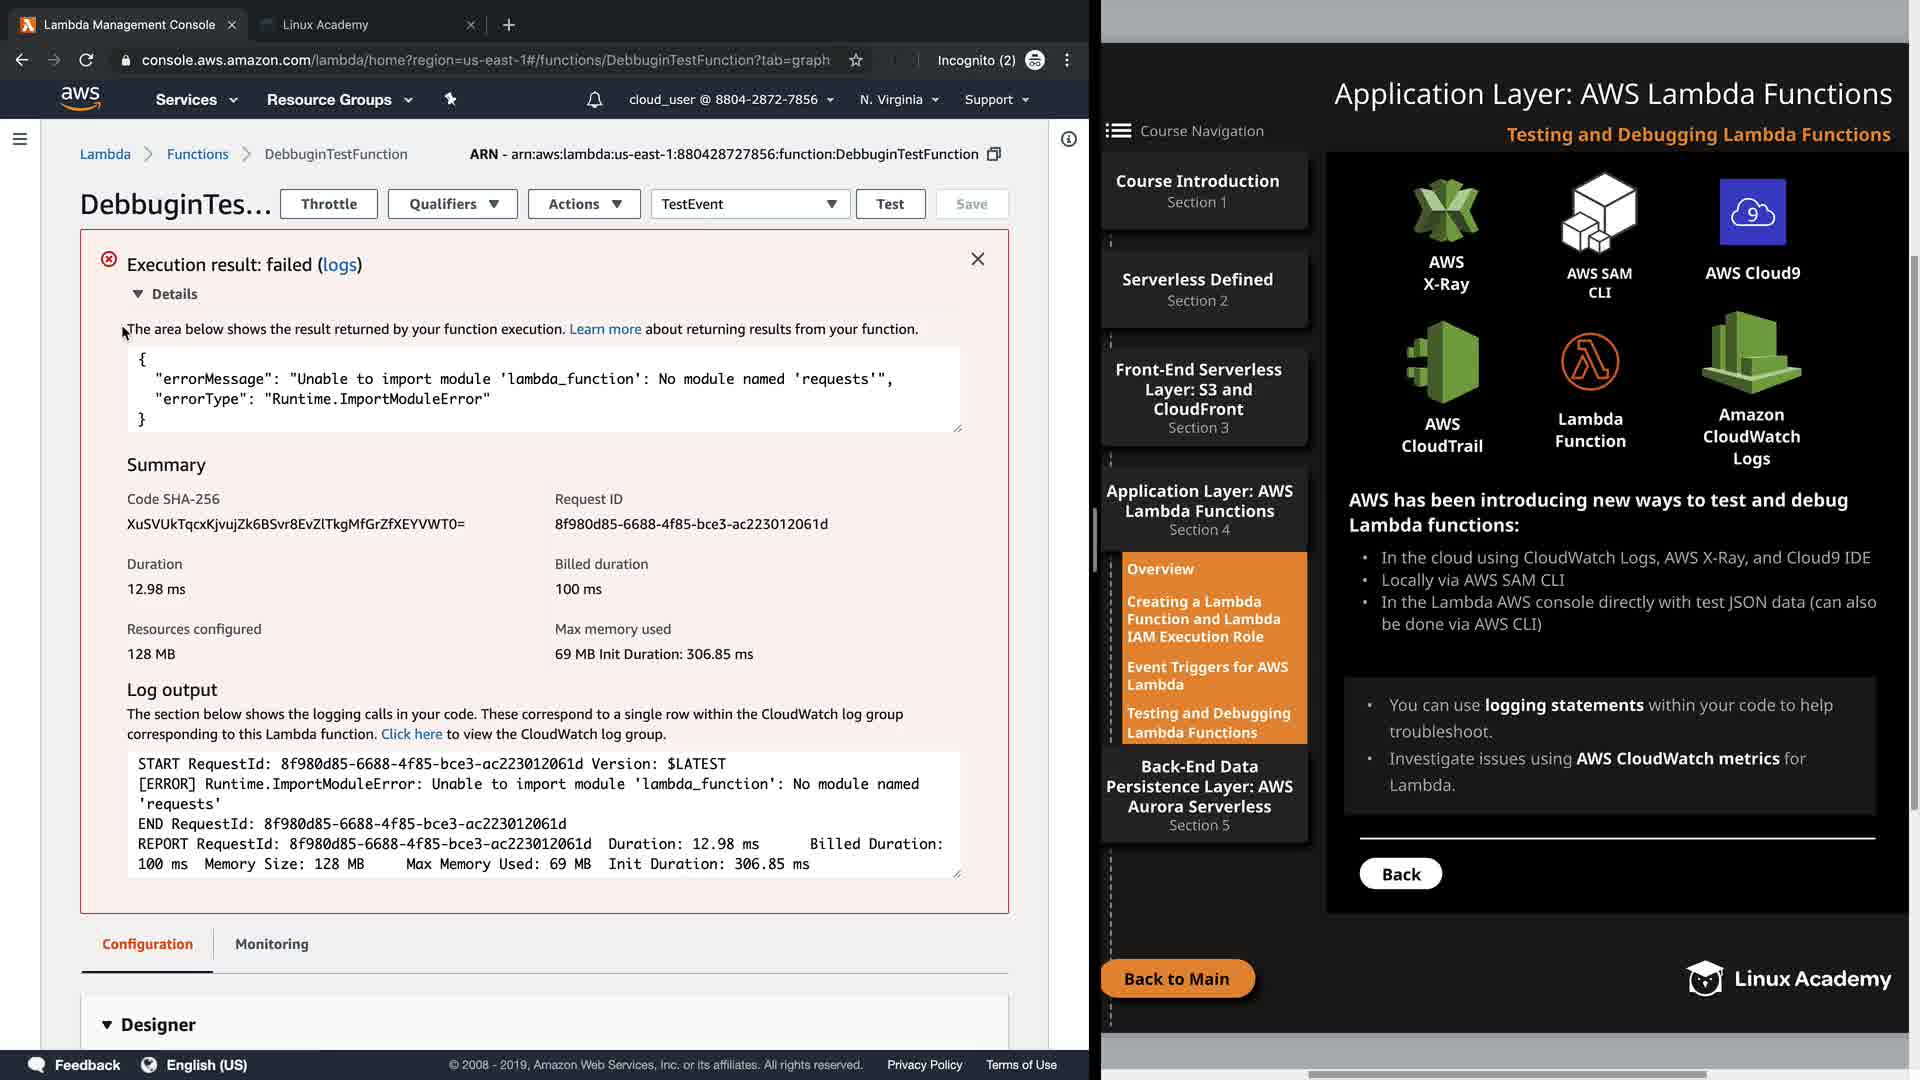 Lambda Management Console
Linux Academy
console.aws.amazon.com/lambda/home?region=us-east-1#/functions/DebbuginTestFunction?tab=graph
Incognito (2)
aws
Services
Resource Groups
cloud_user @ 8804-2872-7856
N. Virginia
Support
Lambda
Functions
DebbuginTestFunction
ARN - arn:aws:lambda:us-east-1:880428727856:function:DebbuginTestFunction
DebbuginTes...
Throttle
Qualifiers
Actions
TestEvent
Test
Save
Execution result: failed (logs)
Details
The area below shows the result returned by your function execution. Learn more about returning results from your function.
{
"errorMessage": "Unable to import module 'lambda_function': No module named 'requests'",
"errorType": "Runtime.ImportModuleError"
}
Summary
Code SHA-256
Request ID
XuSVUkTqcxKjvujZk6BSvr8EvZlTkgMfGrZfXEYVWT0=
8f980d85-6688-4f85-bce3-ac223012061d
Duration
Billed duration
12.98 ms
100 ms
Resources configured
Max memory used
128 MB
69 MB Init Duration: 306.85 ms
Log output
The section below shows the logging calls in your code. These correspond to a single row within the CloudWatch log group
corresponding to this Lambda function. Click here to view the CloudWatch log group.
START RequestId: 8f980d85-6688-4f85-bce3-ac223012061d Version: $LATEST
[ERROR] Runtime.ImportModuleError: Unable to import module 'lambda_function': No module named
'requests'
END RequestId: 8f980d85-6688-4f85-bce3-ac223012061d
REPORT RequestId: 8f980d85-6688-4f85-bce3-ac223012061d Duration: 12.98 ms Billed Duration:
100 ms Memory Size: 128 MB Max Memory Used: 69 MB Init Duration: 306.85 ms
Configuration
Monitoring
Designer
Feedback
English (US)
© 2008 - 2019, Amazon Web Services, Inc. or its affiliates. All rights reserved.
Privacy Policy
Terms of Use
Application Layer: AWS Lambda Functions
Testing and Debugging Lambda Functions
Course Navigation
Course Introduction
Section 1
Serverless Defined
Section 2
Front-End Serverless
Layer: S3 and
CloudFront
Section 3
Application Layer: AWS
Lambda Functions
Section 4
Overview
Creating a Lambda
Function and Lambda
IAM Execution Role
Event Triggers for AWS
Lambda
Testing and Debugging
Lambda Functions
Back-End Data
Persistence Layer: AWS
Aurora Serverless
Section 5
Back to Main
AWS
X-Ray
AWS SAM
CLI
9
AWS Cloud9
AWS
CloudTrail
Lambda
Function
Amazon
CloudWatch
Logs
AWS has been introducing new ways to test and debug
Lambda functions:
• In the cloud using CloudWatch Logs, AWS X-Ray, and Cloud9 IDE
• Locally via AWS SAM CLI
• In the Lambda AWS console directly with test JSON data (can also
be done via AWS CLI)
• You can use logging statements within your code to help
troubleshoot.
• Investigate issues using AWS CloudWatch metrics for
Lambda.
Back
Linux Academy